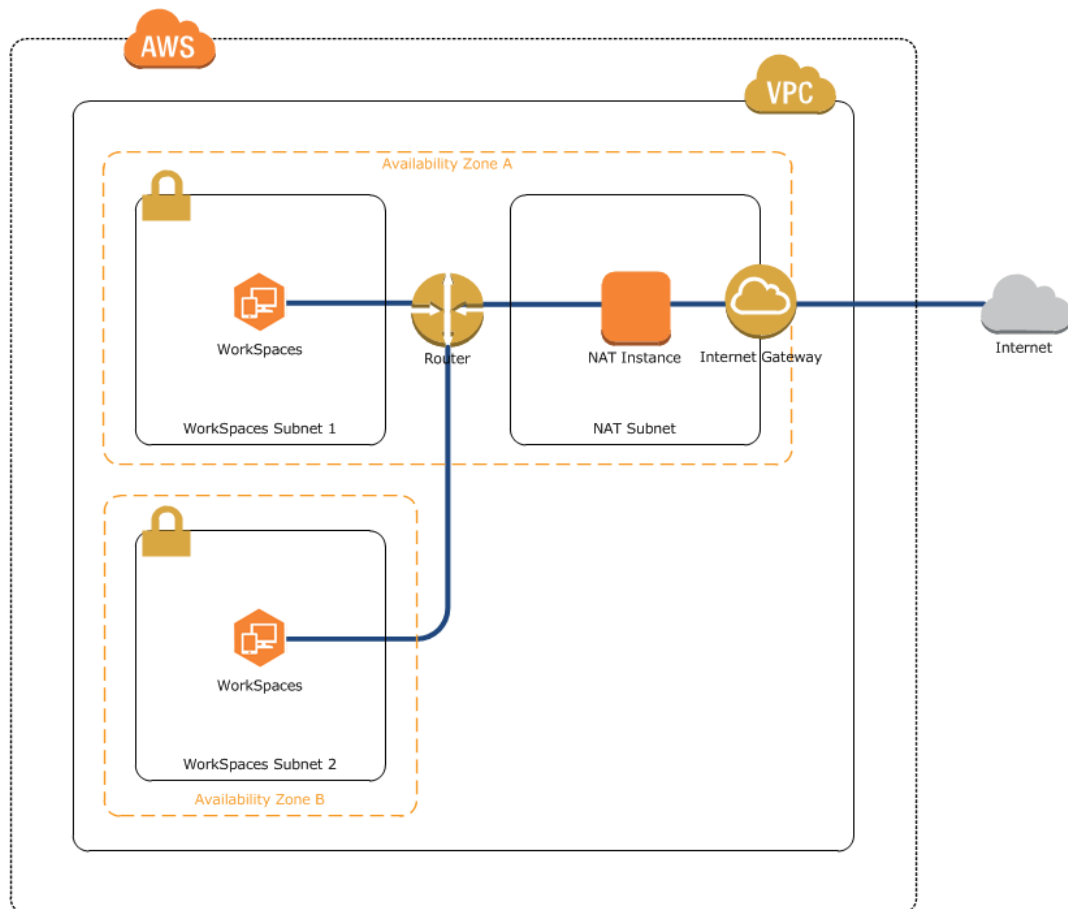 AWS
VPC
Availability Zone A
WorkSpaces
Router
NAT Instance
Internet Gateway
Internet
WorkSpaces Subnet 1
NAT Subnet
WorkSpaces
WorkSpaces Subnet 2
Availability Zone B